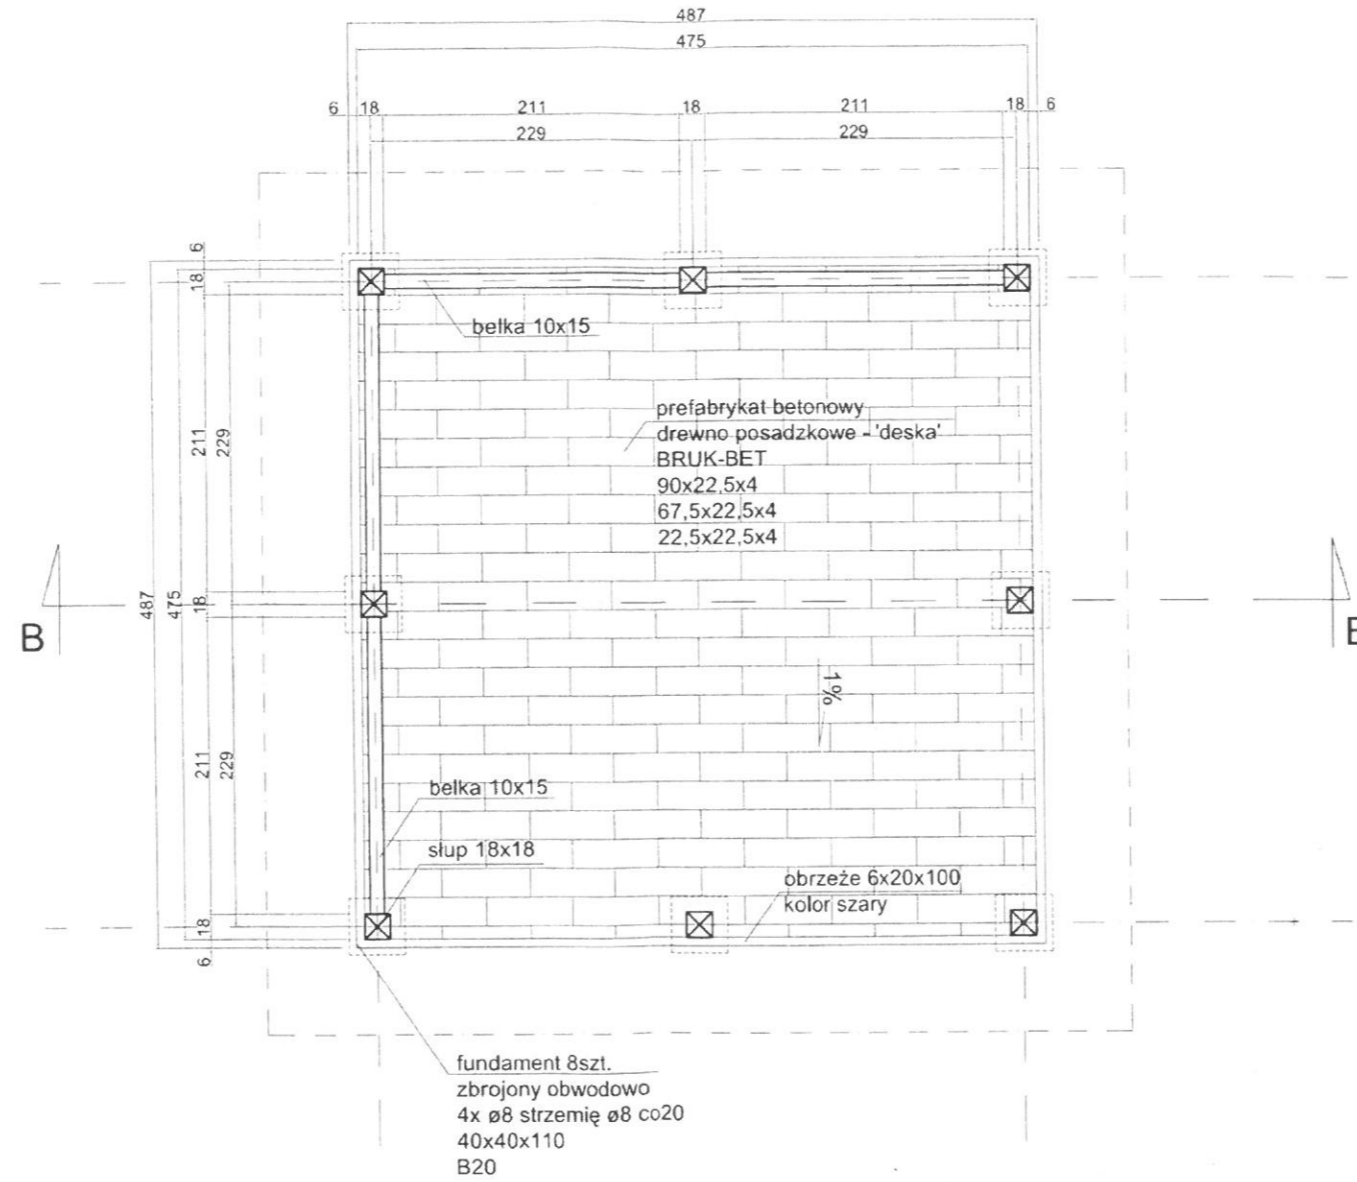 487
475
6 18 211 18 211 18 6
229 229
6
18
belka 10x15
prefabrykat betonowy
drewno posadzkowe - 'deska'
BRUK-BET
90x22,5x4
67,5x22,5x4
22,5x22,5x4
211
229
487
475
18
B
1%
211
229
belka 10x15
słup 18x18
obrzeże 6x20x100
kolor szary
18
6
fundament 8szt.
zbrojony obwodowo
4x ø8 strzemię ø8 co20
40x40x110
B20